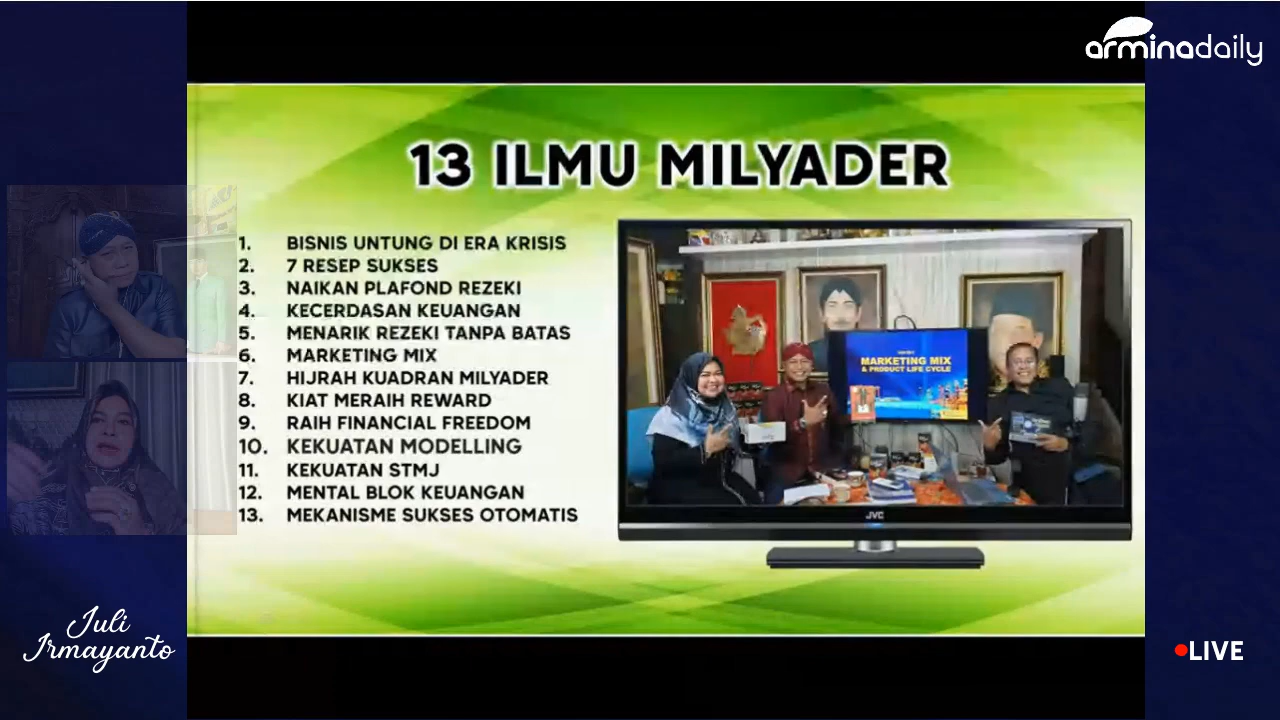 arminadaily
13 ILMU MILYADER
1. BISNIS UNTUNG DI ERA KRISIS
2. 7 RESEP SUKSES
3. NAIKAN PLAFOND REZEKI
4. KECERDASAN KEUANGAN
5. MENARIK REZEKI TANPA BATAS
6. MARKETING MIX
7. HIJRAH KUADRAN MILYADER
8. KIAT MERAIH REWARD
9. RAIH FINANCIAL FREEDOM
10. KEKUATAN MODELLING
11. KEKUATAN STMJ
12. MENTAL BLOK KEUANGAN
13. MEKANISME SUKSES OTOMATIS
MARKETING MIX
& PRODUCT LIFE CYCLE
JVC
Juli
Irmayanto
LIVE